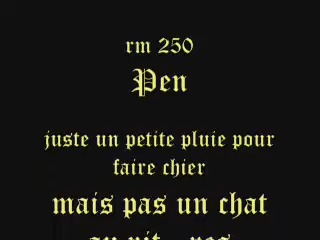 rm 250
Pen
juste un petite pluie pour
faire chier
mais pas un chat